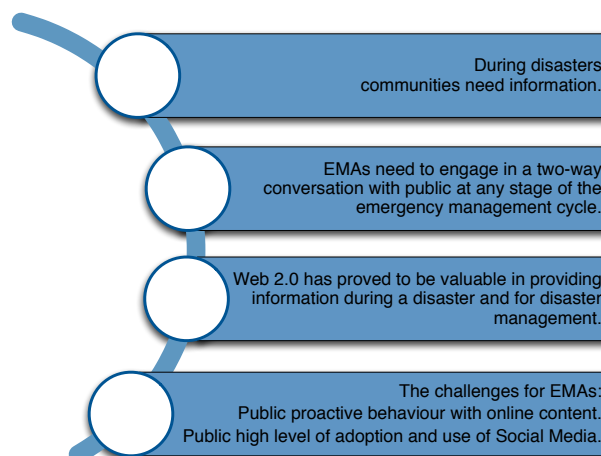 During disasters
communities need information.
EMAs need to engage in a two-way
conversation with public at any stage of the
emergency management cycle.
Web 2.0 has proved to be valuable in providing
information during a disaster and for disaster
management.
The challenges for EMAs:
Public proactive behaviour with online content.
Public high level of adoption and use of Social Media.